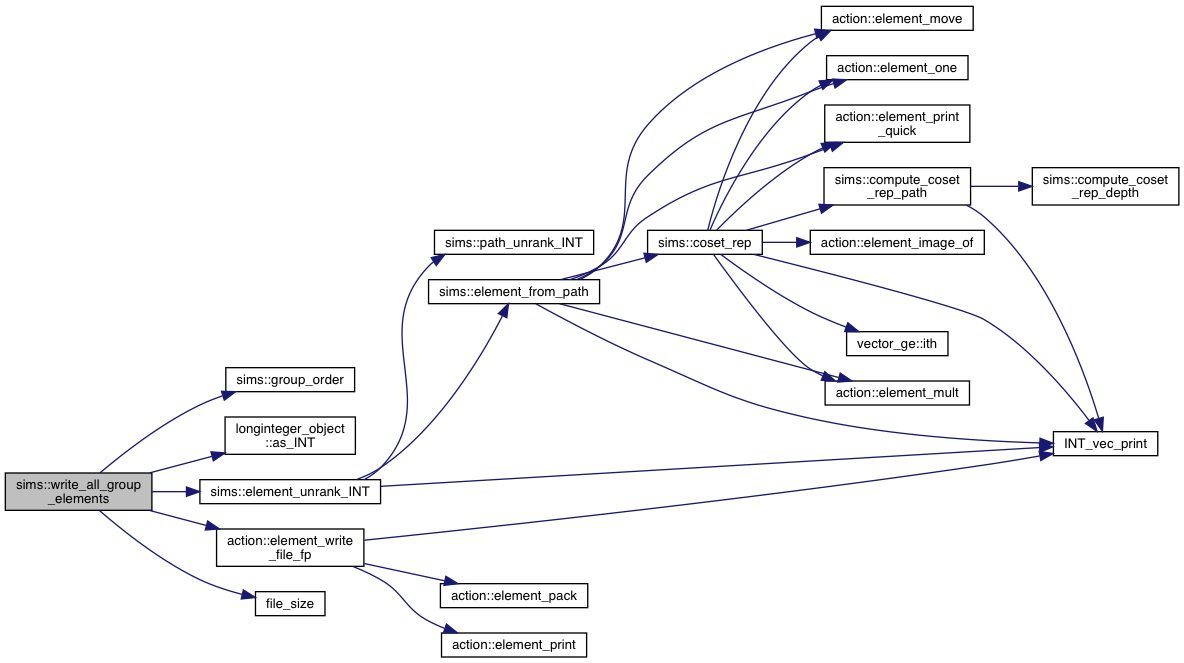 action::element_move
action::element_one
action::element_print
_quick
sims::compute_coset
_rep_path
sims::compute_coset
_rep_depth
sims::path_unrank_INT
sims::coset_rep
action::element_image_of
sims::element_from_path
vector_ge::ith
sims::group_order
action::element_mult
longinteger_object
::as_INT
INT_vec_print
sims::write_all_group
_elements
sims::element_unrank_INT
action::element_write
_file_fp
action::element_pack
file_size
action::element_print